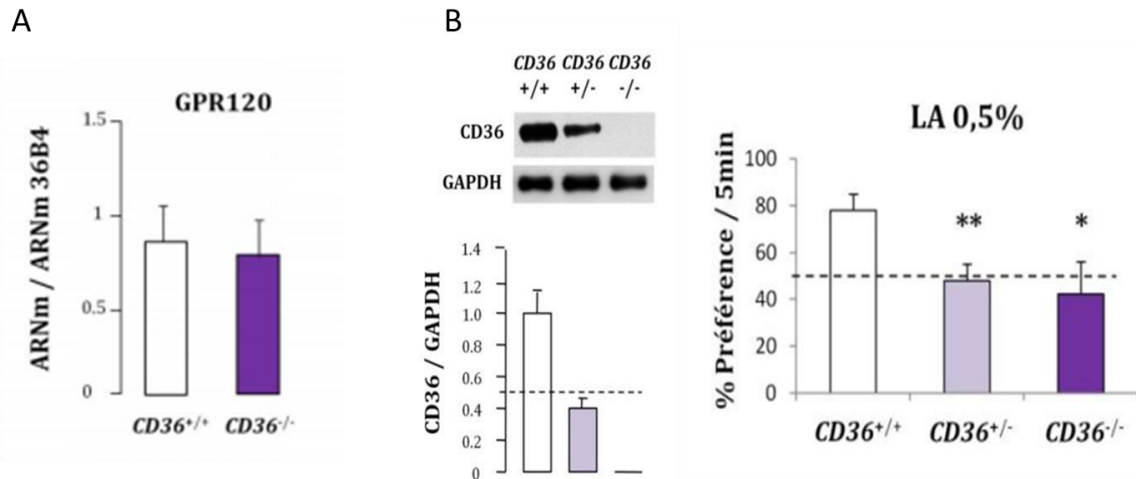 A
B
GPR120
ARNm / ARNm 36B4
1.5
1
0.5
0
CD36+/+ CD36-/-
CD36 CD36 CD36
+/+ +/- -/-
CD36
GAPDH
CD36 / GAPDH
1.4
1.2
1.0
0.8
0.6
0.4
0.2
0
LA 0,5%
% Préférence / 5min
100
80
60
40
20
0
** *
CD36+/+ CD36+/- CD36-/-